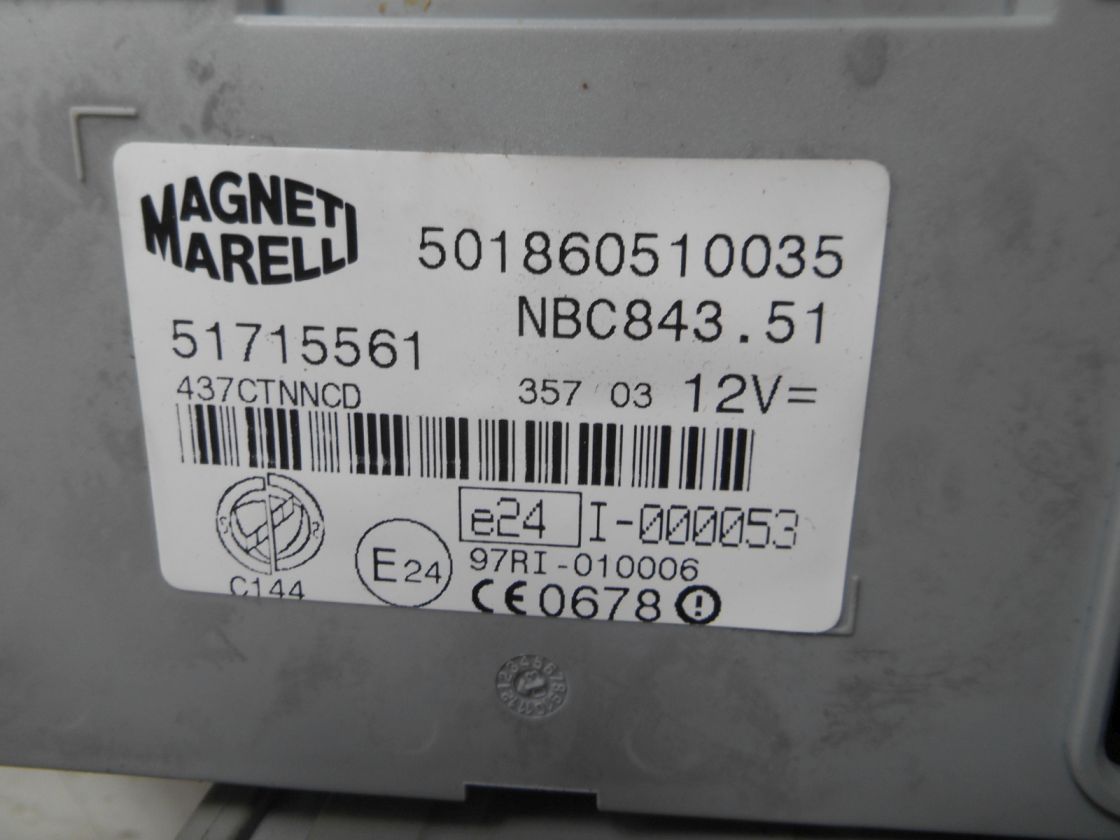 MAGNETI
MARELLI
501860510035
NBC843.51
51715561
437CTNNCD
357 03 12V=
e24 I-000053
E24
97RI-010006
C144
CE0678